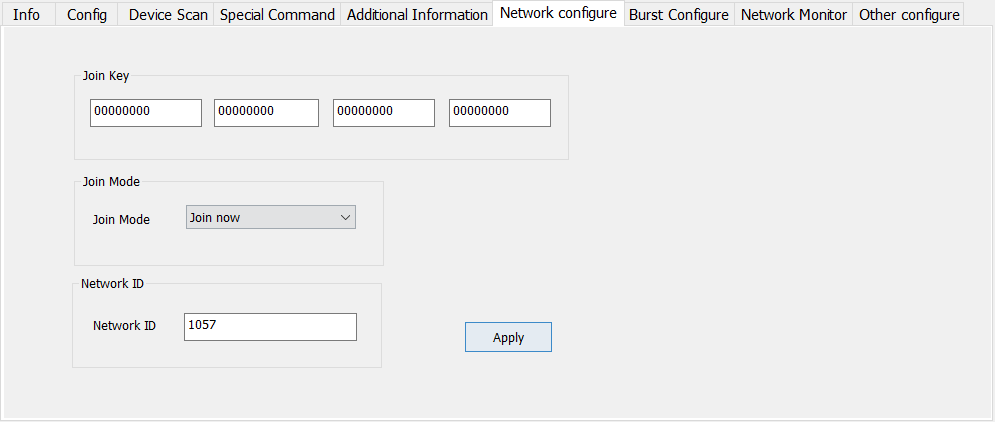 Info Config Device Scan Special Command Additional Information Network configure Burst Configure Network Monitor Other configure
Join Key
00000000 00000000 00000000 00000000
Join Mode
Join Mode Join now
Network ID
Network ID 1057
Apply